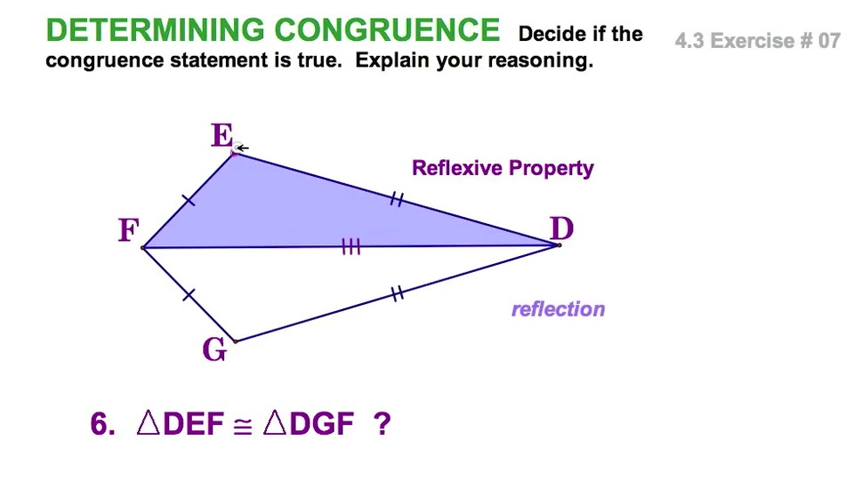 DETERMINING CONGRUENCE Decide if the
congruence statement is true. Explain your reasoning.
4.3 Exercise # 07
E
Reflexive Property
F
D
reflection
G
6. △DEF ≅ △DGF ?